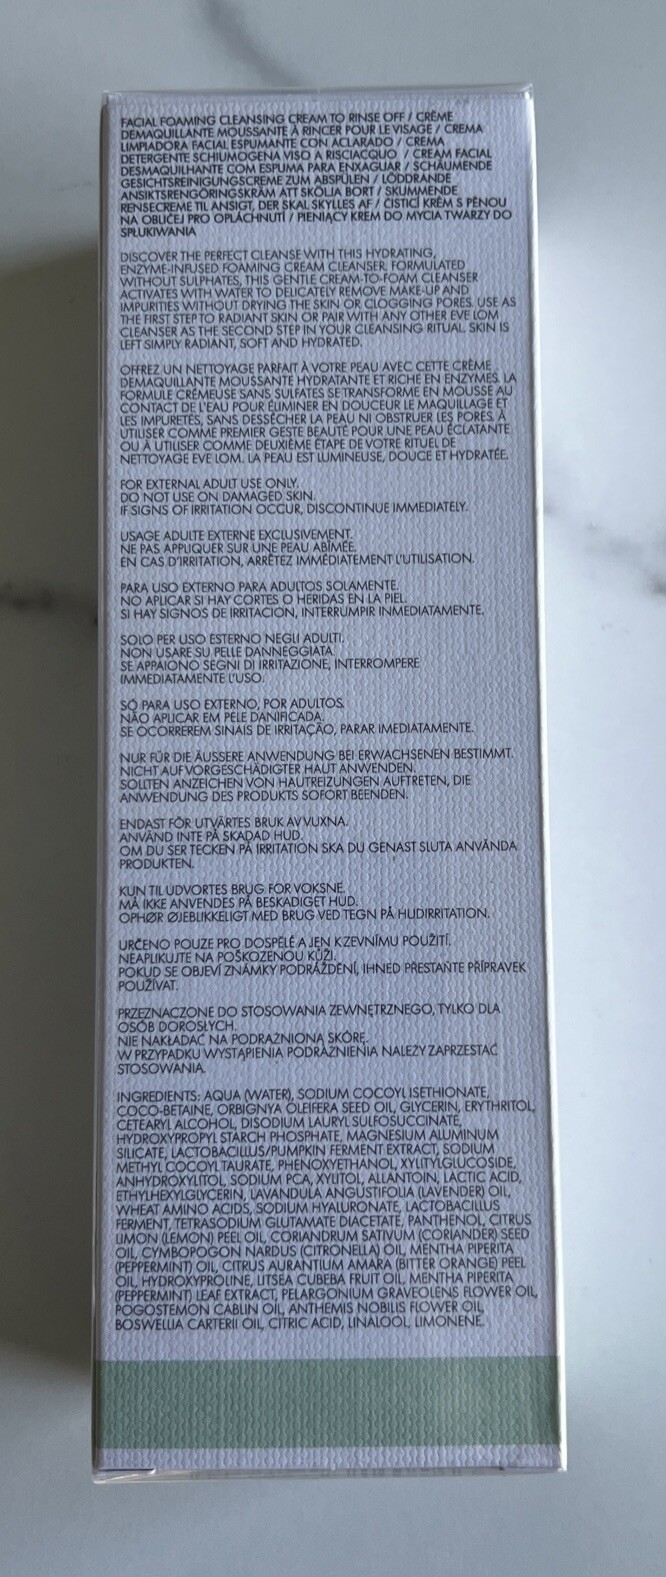 FACIAL FOAMING CLEANSING CREAM TO RINSE OFF / CRÈME
DEMAQUILLANTE MOUSSANTE À RINCER POUR LE VISAGE / CREMA
LIMPIADORA FACIAL ESPUMANTE CON ACLARADO / CREMA
DETERGENTE SCHIUMOGENA VISO A RISCIACQUO / CREAM FACIAL
DESMAQUILHANTE COM ESPUMA PARA ENXAGUAR / SCHÄUMENDE
GESICHTSREINIGUNGSCREME ZUM ABSPÜLEN / LÖDDRANDE
ANSIKTSRENGÖRINGSKRÄM ATT SKÖLJA BORT / SKUMMENDE
RENSECREME TIL ANSIGT, DER SKAL SKYLLES AF / ČISTICÍ KRÉM S PĚNOU
NA OBLIČEJ PRO OPLÁCHNUTÍ / PIENIĄCY KREM DO MYCIA TWARZY DO
SPŁUKIWANIA
DISCOVER THE PERFECT CLEANSE WITH THIS HYDRATING,
ENZYME-INFUSED FOAMING CREAM CLEANSER. FORMULATED
WITHOUT SULPHATES, THIS GENTLE CREAM-TO-FOAM CLEANSER
ACTIVATES WITH WATER TO DELICATELY REMOVE MAKE-UP AND
IMPURITIES WITHOUT DRYING THE SKIN OR CLOGGING PORES. USE AS
THE FIRST STEP TO RADIANT SKIN OR PAIR WITH ANY OTHER EVE LOM
CLEANSER AS THE SECOND STEP IN YOUR CLEANSING RITUAL. SKIN IS
LEFT SIMPLY RADIANT, SOFT AND HYDRATED.
OFFREZ UN NETTOYAGE PARFAIT À VOTRE PEAU AVEC CETTE CRÈME
DEMAQUILLANTE MOUSSANTE HYDRATANTE ET RICHE EN ENZYMES. LA
FORMULE CRÉMEUSE SANS SULFATES SE TRANSFORME EN MOUSSE AU
CONTACT DE L'EAU POUR ÉLIMINER EN DOUCEUR LE MAQUILLAGE ET
LES IMPURETÉS, SANS DESSÉCHER LA PEAU NI OBSTRUER LES PORES. À
UTILISER COMME PREMIER GESTE BEAUTÉ POUR UNE PEAU ÉCLATANTE
OU À UTILISER COMME DEUXIÈME ÉTAPE DE VOTRE RITUEL DE
NETTOYAGE EVE LOM. LA PEAU EST LUMINEUSE, DOUCE ET HYDRATÉE.
FOR EXTERNAL ADULT USE ONLY.
DO NOT USE ON DAMAGED SKIN.
IF SIGNS OF IRRITATION OCCUR, DISCONTINUE IMMEDIATELY.
USAGE ADULTE EXTERNE EXCLUSIVEMENT.
NE PAS APPLIQUER SUR UNE PEAU ABÎMÉE.
EN CAS D'IRRITATION, ARRÊTEZ IMMÉDIATEMENT L'UTILISATION.
PARA USO EXTERNO PARA ADULTOS SOLAMENTE.
NO APLICAR SI HAY CORTES O HERIDAS EN LA PIEL.
SI HAY SIGNOS DE IRRITACIÓN, INTERRUMPIR INMEDIATAMENTE.
SOLO PER USO ESTERNO NEGLI ADULTI.
NON USARE SU PELLE DANNEGGIATA.
SE APPAIONO SEGNI DI IRRITAZIONE, INTERROMPERE
IMMEDIATAMENTE L'USO.
SÓ PARA USO EXTERNO, POR ADULTOS.
NÃO APLICAR EM PELE DANIFICADA.
SE OCORREREM SINAIS DE IRRITAÇÃO, PARAR IMEDIATAMENTE.
NUR FÜR DIE ÄUSSERE ANWENDUNG BEI ERWACHSENEN BESTIMMT.
NICHT AUF VORGESCHÄDIGTER HAUT ANWENDEN.
SOLLTEN ANZEICHEN VON HAUTREIZUNGEN AUFTRETEN, DIE
ANWENDUNG DES PRODUKTS SOFORT BEENDEN.
ENDAST FÖR UTVÄRTES BRUK AV VUXNA.
ANVÄND INTE PÅ SKADAD HUD.
OM DU SER TECKEN PÅ IRRITATION SKA DU GENAST SLUTA ANVÄNDA
PRODUKTEN.
KUN TIL UDVORTES BRUG FOR VOKSNE.
MÅ IKKE ANVENDES PÅ BESKADIGET HUD.
OPHØR ØJEBLIKKELIGT MED BRUG VED TEGN PÅ HUDIRRITATION.
URČENO POUZE PRO DOSPĚLÉ A JEN K ZEVNÍMU POUŽITÍ.
NEAPLIKUJTE NA POŠKOZENOU KŮŽI.
POKUD SE OBJEVÍ ZNÁMKY PODRÁŽDĚNÍ, IHNED PŘESTAŇTE PŘÍPRAVEK
POUŽÍVAT.
PRZEZNACZONE DO STOSOWANIA ZEWNĘTRZNEGO, TYLKO DLA
OSÓB DOROSŁYCH.
NIE NAKŁADAĆ NA PODRAŻNIONĄ SKÓRĘ.
W PRZYPADKU WYSTĄPIENIA PODRAŻNIENIA NALEŻY ZAPRZESTAĆ
STOSOWANIA.
INGREDIENTS: AQUA (WATER), SODIUM COCOYL ISETHIONATE,
COCO-BETAINE, ORBIGNYA OLEIFERA SEED OIL, GLYCERIN, ERYTHRITOL,
CETEARYL ALCOHOL, DISODIUM LAURYL SULFOSUCCINATE,
HYDROXYPROPYL STARCH PHOSPHATE, MAGNESIUM ALUMINUM
SILICATE, LACTOBACILLUS/PUMPKIN FERMENT EXTRACT, SODIUM
METHYL COCOYL TAURATE, PHENOXYETHANOL, XYLITYLGLUCOSIDE,
ANHYDROXYLITOL, SODIUM PCA, XYLITOL, ALLANTOIN, LACTIC ACID,
ETHYLHEXYLGLYCERIN, LAVANDULA ANGUSTIFOLIA (LAVENDER) OIL,
WHEAT AMINO ACIDS, SODIUM HYALURONATE, LACTOBACILLUS
FERMENT, TETRASODIUM GLUTAMATE DIACETATE, PANTHENOL, CITRUS
LIMON (LEMON) PEEL OIL, CORIANDRUM SATIVUM (CORIANDER) SEED
OIL, CYMBOPOGON NARDUS (CITRONELLA) OIL, MENTHA PIPERITA
(PEPPERMINT) OIL, CITRUS AURANTIUM AMARA (BITTER ORANGE) PEEL
OIL, HYDROXYPROLINE, LITSEA CUBEBA FRUIT OIL, MENTHA PIPERITA
(PEPPERMINT) LEAF EXTRACT, PELARGONIUM GRAVEOLENS FLOWER OIL,
POGOSTEMON CABLIN OIL, ANTHEMIS NOBILIS FLOWER OIL,
BOSWELLIA CARTERII OIL, CITRIC ACID, LINALOOL, LIMONENE.